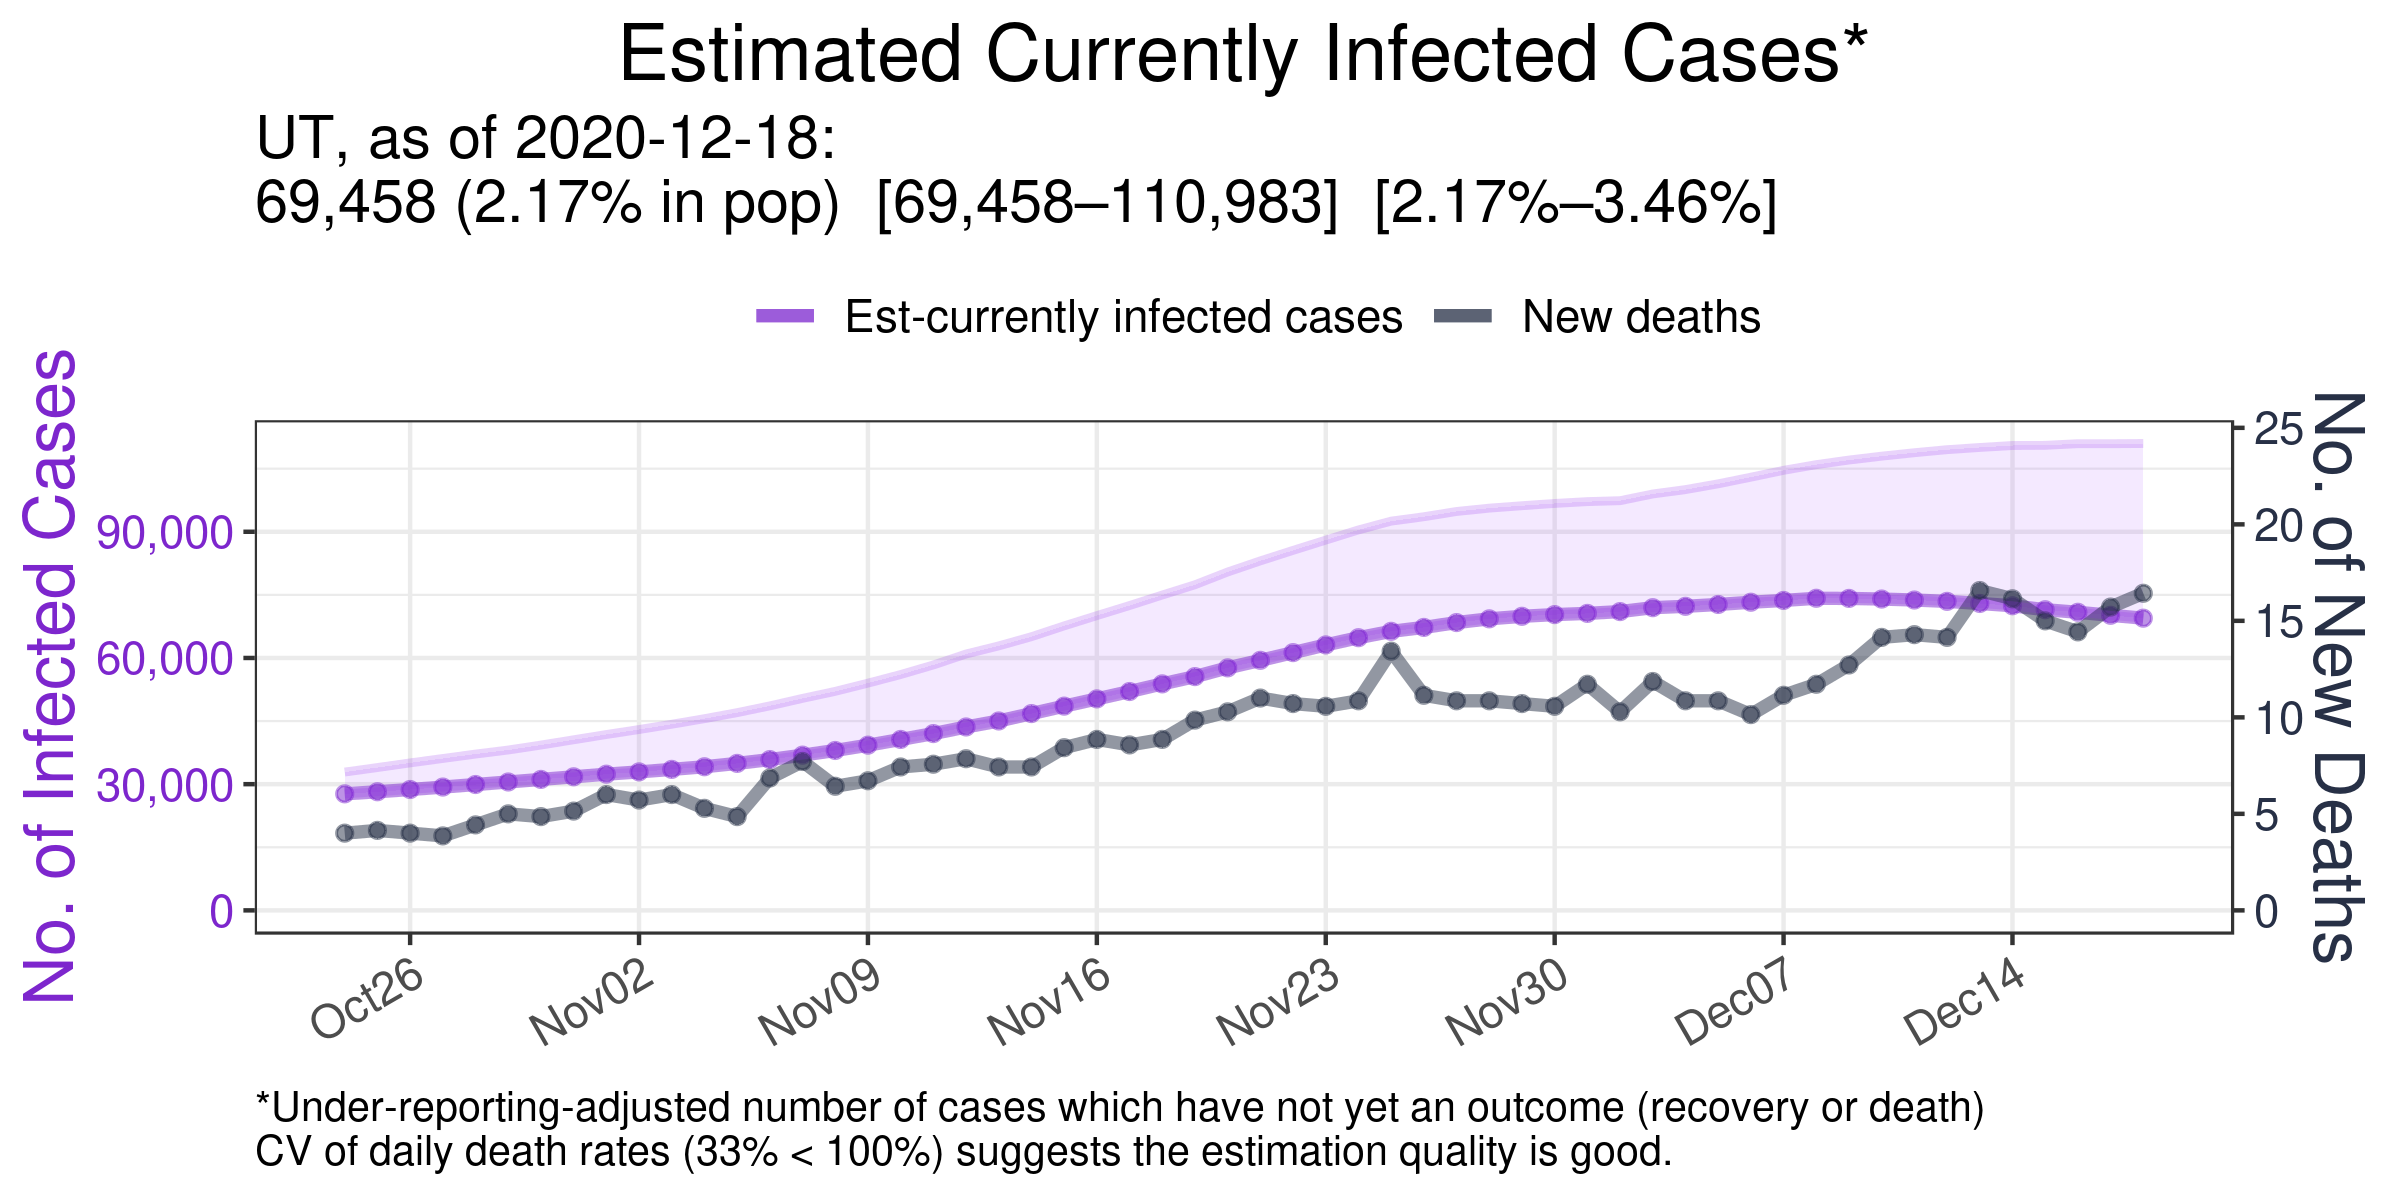 Estimated Currently Infected Cases*
UT, as of 2020-12-18:
69,458 (2.17% in pop)  [69,458–110,983]  [2.17%–3.46%]
Est-currently infected cases
New deaths
No. of Infected Cases
90,000
60,000
30,000
0
25
20
15
10
5
0
No. of New Deaths
Oct26
Nov02
Nov09
Nov16
Nov23
Nov30
Dec07
Dec14
*Under-reporting-adjusted number of cases which have not yet an outcome (recovery or death)
CV of daily death rates (33% < 100%) suggests the estimation quality is good.